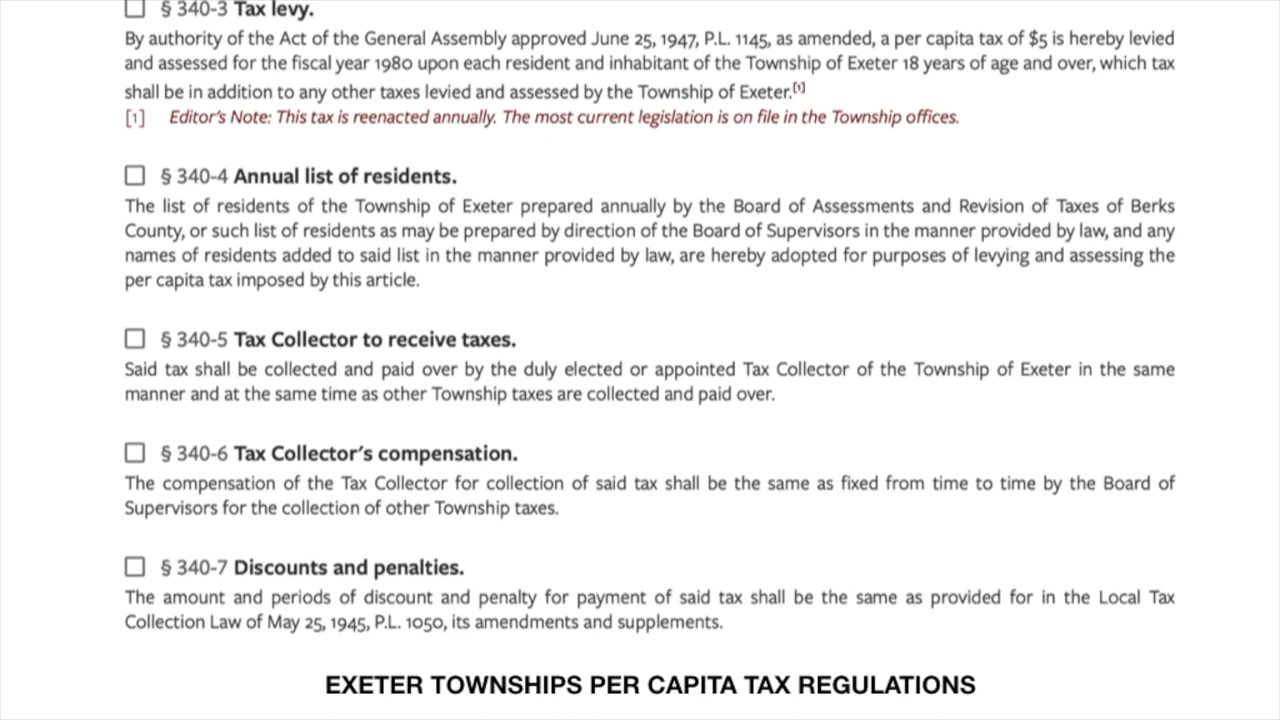 § 340-3 Tax levy.
By authority of the Act of the General Assembly approved June 25, 1947, P.L. 1145, as amended, a per capita tax of $5 is hereby levied
and assessed for the fiscal year 1980 upon each resident and inhabitant of the Township of Exeter 18 years of age and over, which tax
shall be in addition to any other taxes levied and assessed by the Township of Exeter.[1]
[1] Editor's Note: This tax is reenacted annually. The most current legislation is on file in the Township offices.
§ 340-4 Annual list of residents.
The list of residents of the Township of Exeter prepared annually by the Board of Assessments and Revision of Taxes of Berks
County, or such list of residents as may be prepared by direction of the Board of Supervisors in the manner provided by law, and any
names of residents added to said list in the manner provided by law, are hereby adopted for purposes of levying and assessing the
per capita tax imposed by this article.
§ 340-5 Tax Collector to receive taxes.
Said tax shall be collected and paid over by the duly elected or appointed Tax Collector of the Township of Exeter in the same
manner and at the same time as other Township taxes are collected and paid over.
§ 340-6 Tax Collector's compensation.
The compensation of the Tax Collector for collection of said tax shall be the same as fixed from time to time by the Board of
Supervisors for the collection of other Township taxes.
§ 340-7 Discounts and penalties.
The amount and periods of discount and penalty for payment of said tax shall be the same as provided for in the Local Tax
Collection Law of May 25, 1945, P.L. 1050, its amendments and supplements.
EXETER TOWNSHIPS PER CAPITA TAX REGULATIONS